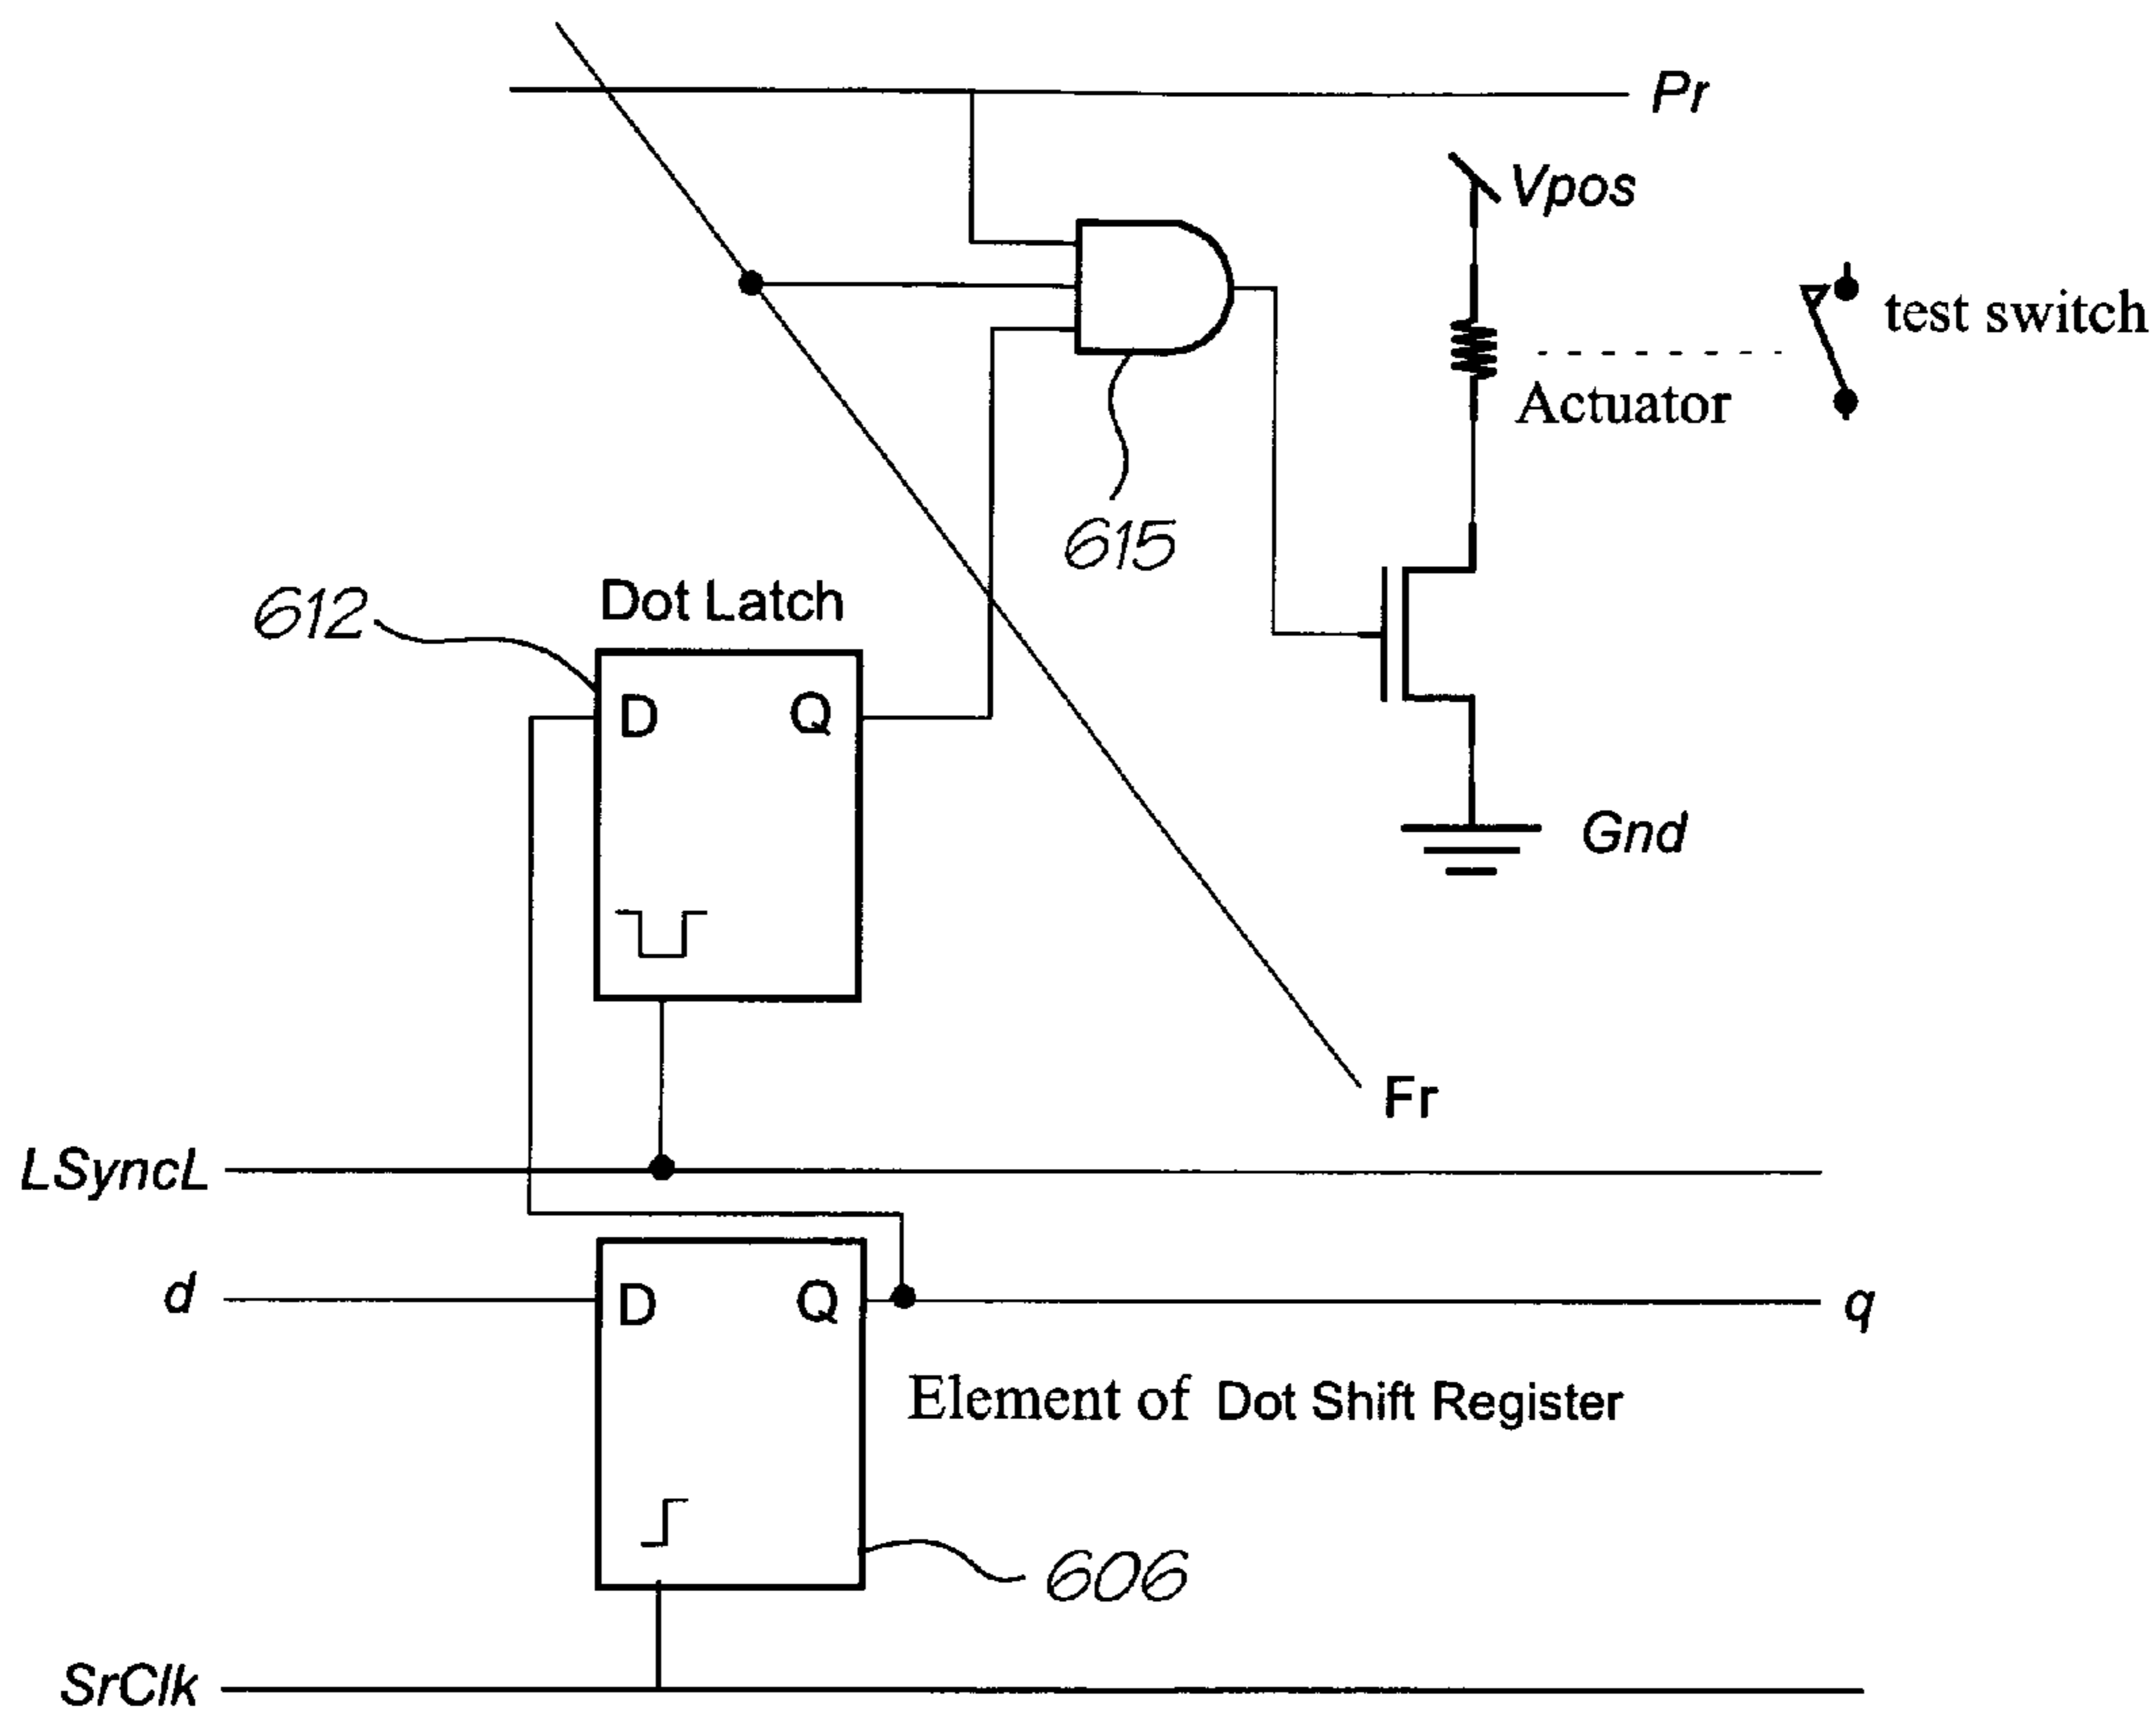 Pr
Vpos
test switch
Actuator
615
612
Dot Latch
D Q
Gnd
Fr
LSyncL
d
D Q
q
Element of Dot Shift Register
606
SrClk